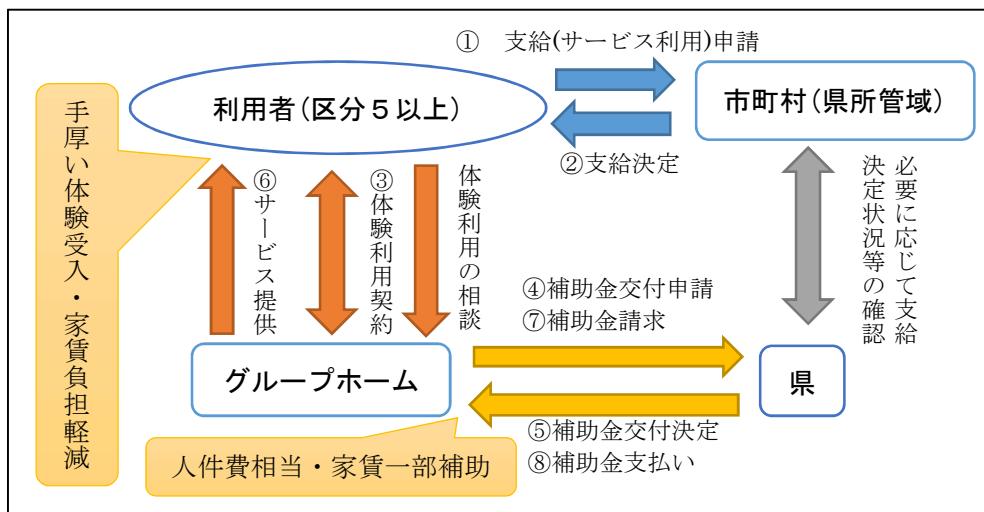 ① 支給(サービス利用)申請
利用者(区分5以上)
市町村(県所管域)
②支給決定
手厚い体験受入・家賃負担軽減
⑥サービス提供
③体験利用契約
体験利用の相談
必要に応じて支給
決定状況等の確認
④補助金交付申請
⑦補助金請求
グループホーム
県
⑤補助金交付決定
⑧補助金支払い
人件費相当・家賃一部補助